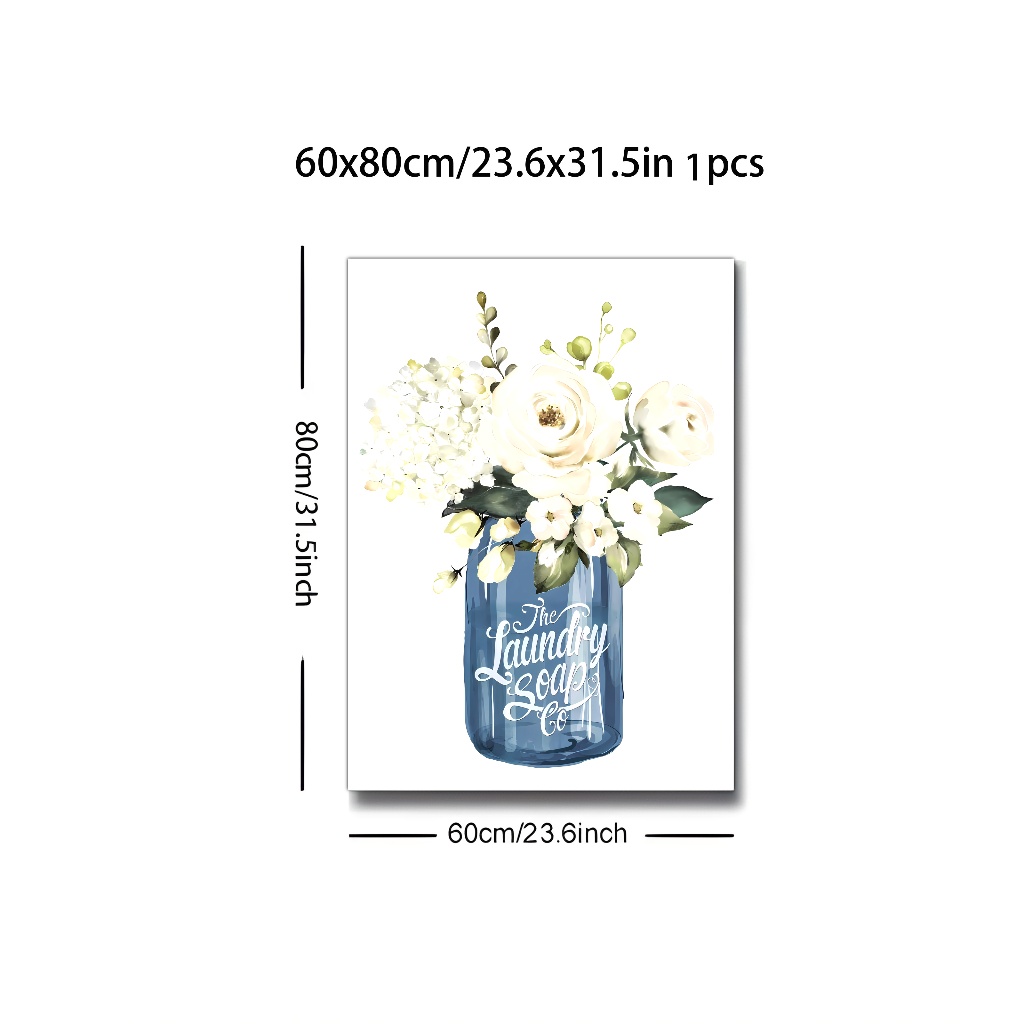 60x80cm/23.6x31.5in 1pcs
80cm/31.5inch
The
Laundry
Soap
Co
60cm/23.6inch